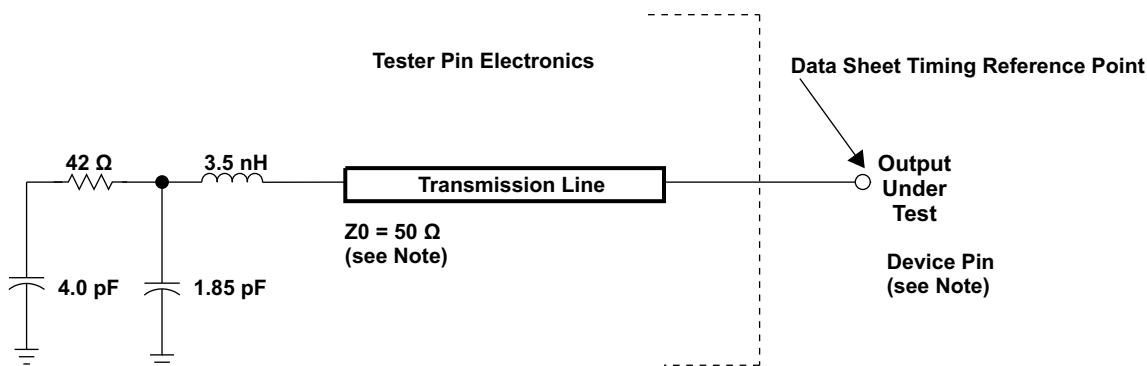 Tester Pin Electronics
Data Sheet Timing Reference Point
42 Ω
3.5 nH
Transmission Line
Output
Under
Test
Z0 = 50 Ω
(see Note)
Device Pin
(see Note)
4.0 pF
1.85 pF